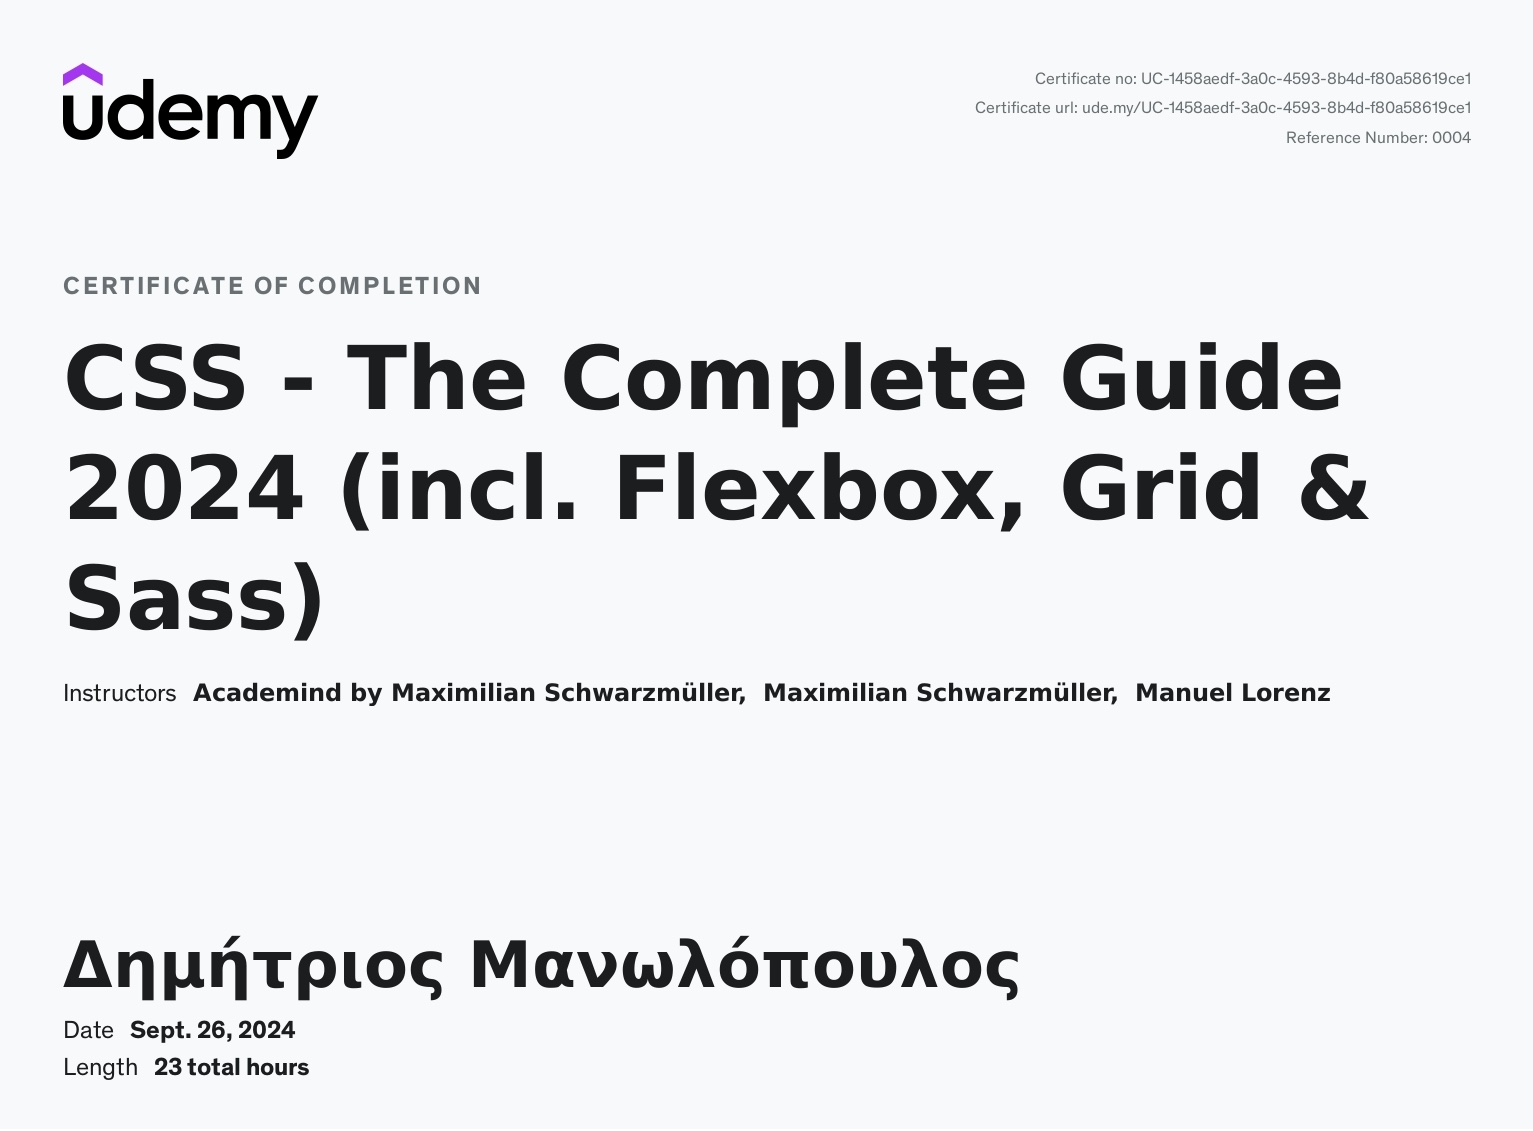 udemy
Certificate no: UC-1458aedf-3a0c-4593-8b4d-f80a58619ce1
Certificate url: ude.my/UC-1458aedf-3a0c-4593-8b4d-f80a58619ce1
Reference Number: 0004
CERTIFICATE OF COMPLETION
CSS - The Complete Guide
2024 (incl. Flexbox, Grid &
Sass)
Instructors Academind by Maximilian Schwarzmüller, Maximilian Schwarzmüller, Manuel Lorenz
Δημήτριος Μανωλόπουλος
Date Sept. 26, 2024
Length 23 total hours